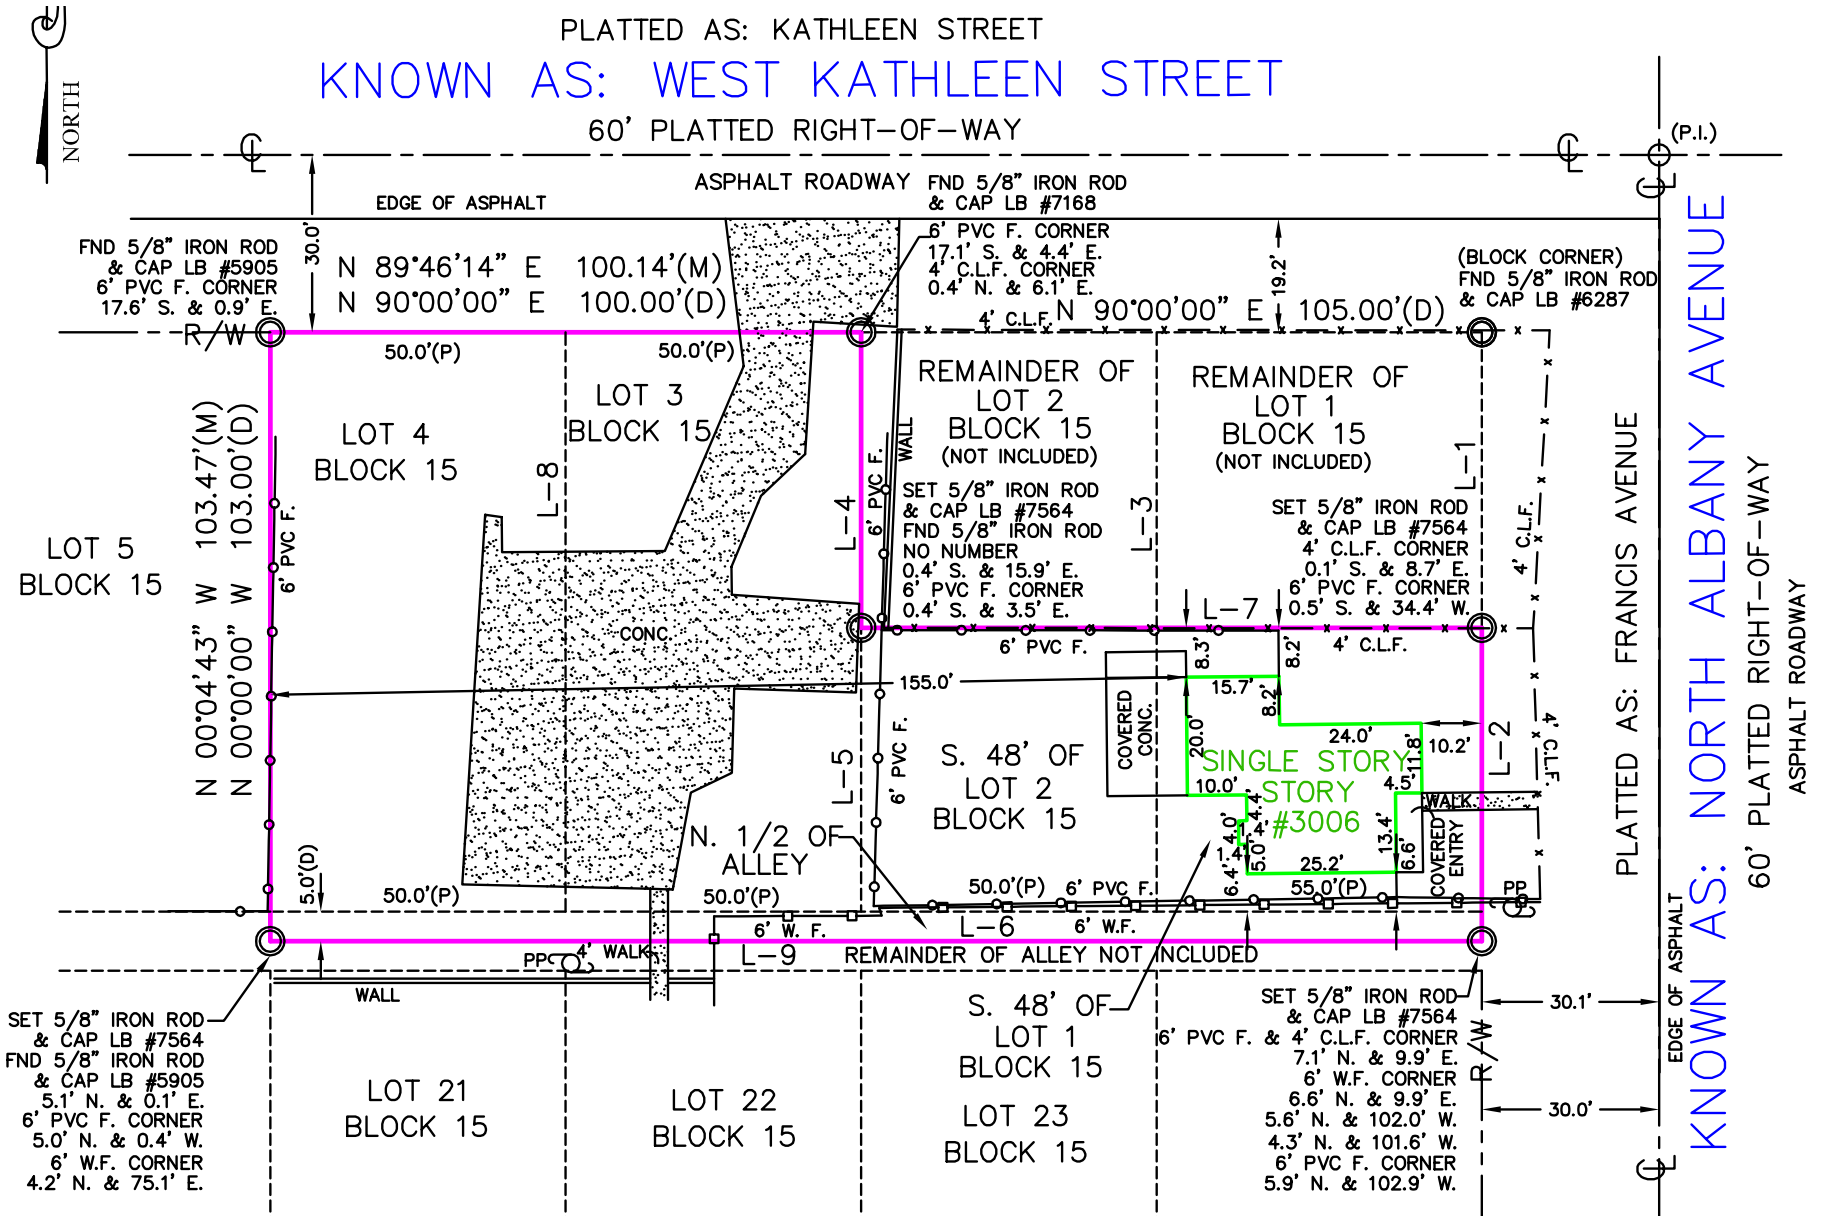 PLATTED AS: KATHLEEN STREET
KNOWN AS: WEST KATHLEEN STREET
60' PLATTED RIGHT-OF-WAY
NORTH
(P.I.)
ASPHALT ROADWAY
EDGE OF ASPHALT
FND 5/8" IRON ROD
& CAP LB #7168
6' PVC F. CORNER
17.1' S. & 4.4' E.
4' C.L.F. CORNER
0.4' N. & 6.1' E.
FND 5/8" IRON ROD
& CAP LB #5905
6' PVC F. CORNER
17.6' S. & 0.9' E.
30.0'
N 89°46'14" E 100.14'(M)
N 90°00'00" E 100.00'(D)
19.2'
(BLOCK CORNER)
FND 5/8" IRON ROD
& CAP LB #6287
4' C.L.F.
N 90°00'00" E 105.00'(D)
R/W
50.0'(P)
50.0'(P)
LOT 3
BLOCK 15
LOT 4
BLOCK 15
LOT 5
BLOCK 15
N 00°04'43" W 103.47'(M)
N 00°00'00" W 103.00'(D)
6' PVC F.
L-8
L-4
6' PVC F.
WALL
REMAINDER OF
LOT 2
BLOCK 15
(NOT INCLUDED)
REMAINDER OF
LOT 1
BLOCK 15
(NOT INCLUDED)
L-1
L-3
SET 5/8" IRON ROD
& CAP LB #7564
FND 5/8" IRON ROD
NO NUMBER
0.4' S. & 15.9' E.
6' PVC F. CORNER
0.4' S. & 3.5' E.
SET 5/8" IRON ROD
& CAP LB #7564
4' C.L.F. CORNER
0.1' S. & 8.7' E.
6' PVC F. CORNER
0.5' S. & 34.4' W.
4' C.L.F.
L-7
CONC.
6' PVC F.
8.3'
8.2'
4' C.L.F.
155.0'
15.7'
8.2'
COVERED
CONC.
20.0'
24.0'
10.2'
L-2
4' C.L.F.
11.8'
SINGLE STORY
STORY
#3006
4.5'
10.0'
4.4'
4.0'
1.4'
1.4'
5.0'
6.4'
25.2'
13.4'
6.6'
WALK
COVERED
ENTRY
S. 48' OF
LOT 2
BLOCK 15
L-5
6' PVC F.
N. 1/2 OF
ALLEY
5.0'(D)
50.0'(P)
50.0'(P)
50.0'(P)
6' PVC F.
55.0'(P)
PP
6' W. F.
L-6
6' W.F.
PP
4' WALK
L-9
REMAINDER OF ALLEY NOT INCLUDED
WALL
SET 5/8" IRON ROD
& CAP LB #7564
FND 5/8" IRON ROD
& CAP LB #5905
5.1' N. & 0.1' E.
6' PVC F. CORNER
5.0' N. & 0.4' W.
6' W.F. CORNER
4.2' N. & 75.1' E.
LOT 21
BLOCK 15
LOT 22
BLOCK 15
S. 48' OF
LOT 1
BLOCK 15
LOT 23
BLOCK 15
SET 5/8" IRON ROD
& CAP LB #7564
6' PVC F. & 4' C.L.F. CORNER
7.1' N. & 9.9' E.
6' W.F. CORNER
6.6' N. & 9.9' E.
5.6' N. & 102.0' W.
4.3' N. & 101.6' W.
6' PVC F. CORNER
5.9' N. & 102.9' W.
R/W
30.1'
30.0'
EDGE OF ASPHALT
PLATTED AS: FRANCIS AVENUE
KNOWN AS: NORTH ALBANY AVENUE
60' PLATTED RIGHT-OF-WAY
ASPHALT ROADWAY